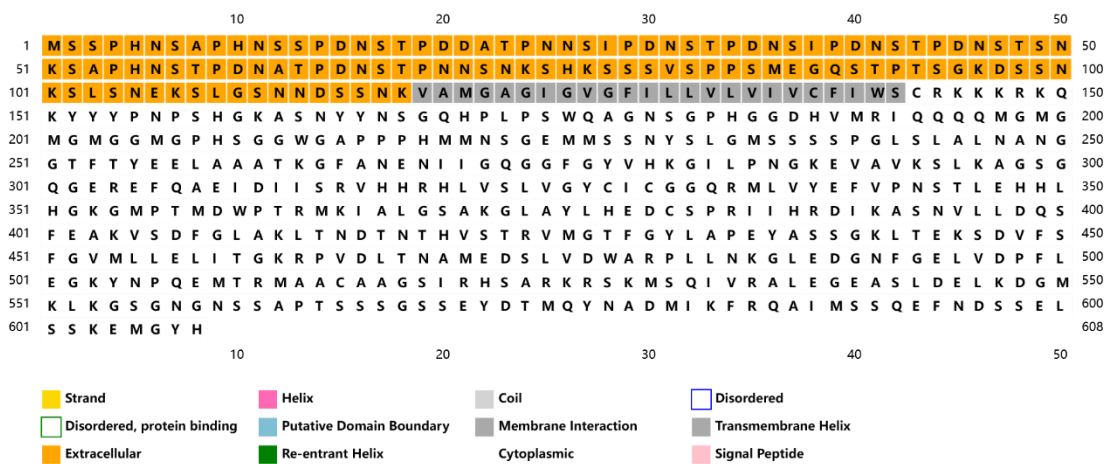 10 20 30 40 50
1 M S S P H N S A P H N S S P D N S T P D D A T P N N S I P D N S T P D N S I P D N S T P D N S T S N 50
51 K S A P H N S T P D N A T P D N S T P N N S N K S H K S S S V S P P S M E G Q S T P T S G K D S S N 100
101 K S L S N E K S L G S N N D S S N K V A M G A G I G V G F I L L V L V I V C F I W S C R K K K R K Q 150
151 K Y Y Y P N P S H G K A S N Y Y N S G Q H P L P S W Q A G N S G P H G G D H V M R I Q Q Q Q M G M G 200
201 M G M G G M G P H S G G W G A P P P H M M N S G E M M S S N Y S L G M S S S S P G L S L A L N A N G 250
251 G T F T Y E E L A A A T K G F A N E N I I G Q G G F G Y V H K G I L P N G K E V A V K S L K A G S G 300
301 Q G E R E F Q A E I D I I S R V H H R H L V S L V G Y C I C G G Q R M L V Y E F V P N S T L E H H L 350
351 H G K G M P T M D W P T R M K I A L G S A K G L A Y L H E D C S P R I I H R D I K A S N V L L D Q S 400
401 F E A K V S D F G L A K L T N D T N T H V S T R V M G T F G Y L A P E Y A S S G K L T E K S D V F S 450
451 F G V M L L E L I T G K R P V D L T N A M E D S L V D W A R P L L N K G L E D G N F G E L V D P F L 500
501 E G K Y N P Q E M T R M A A C A A G S I R H S A R K R S K M S Q I V R A L E G E A S L D E L K D G M 550
551 K L K G S G N G N S S A P T S S S G S S E Y D T M Q Y N A D M I K F R Q A I M S S Q E F N D S S E L 600
601 S S K E M G Y H 608
10 20 30 40 50
Strand Helix Coil Disordered
Disordered, protein binding Putative Domain Boundary Membrane Interaction Transmembrane Helix
Extracellular Re-entrant Helix Cytoplasmic Signal Peptide